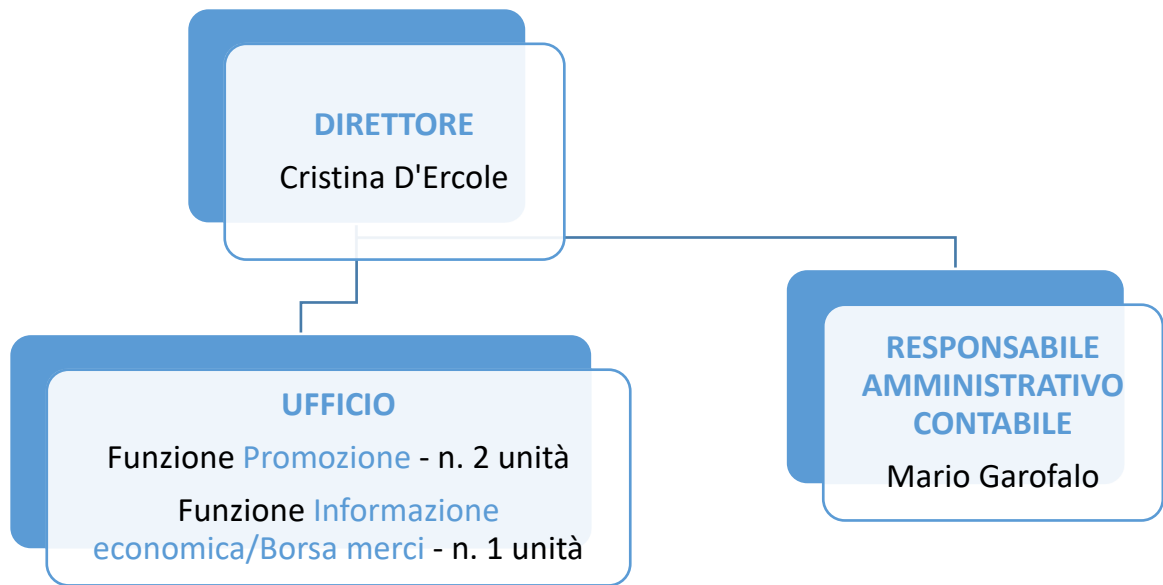 DIRETTORE
Cristina D'Ercole
UFFICIO
Funzione Promozione - n. 2 unità
Funzione Informazione
economica/Borsa merci - n. 1 unità
RESPONSABILE
AMMINISTRATIVO
CONTABILE
Mario Garofalo